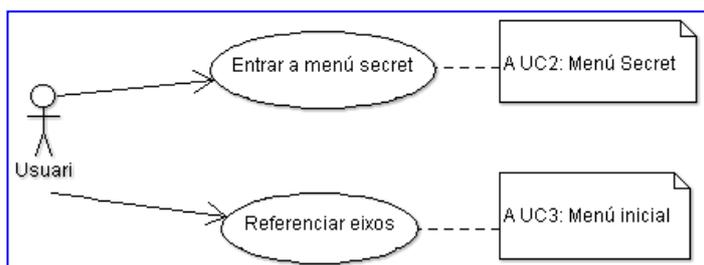 Entrar a menú secret
A UC2: Menú Secret
Usuari
Referenciar eixos
A UC3: Menú inicial